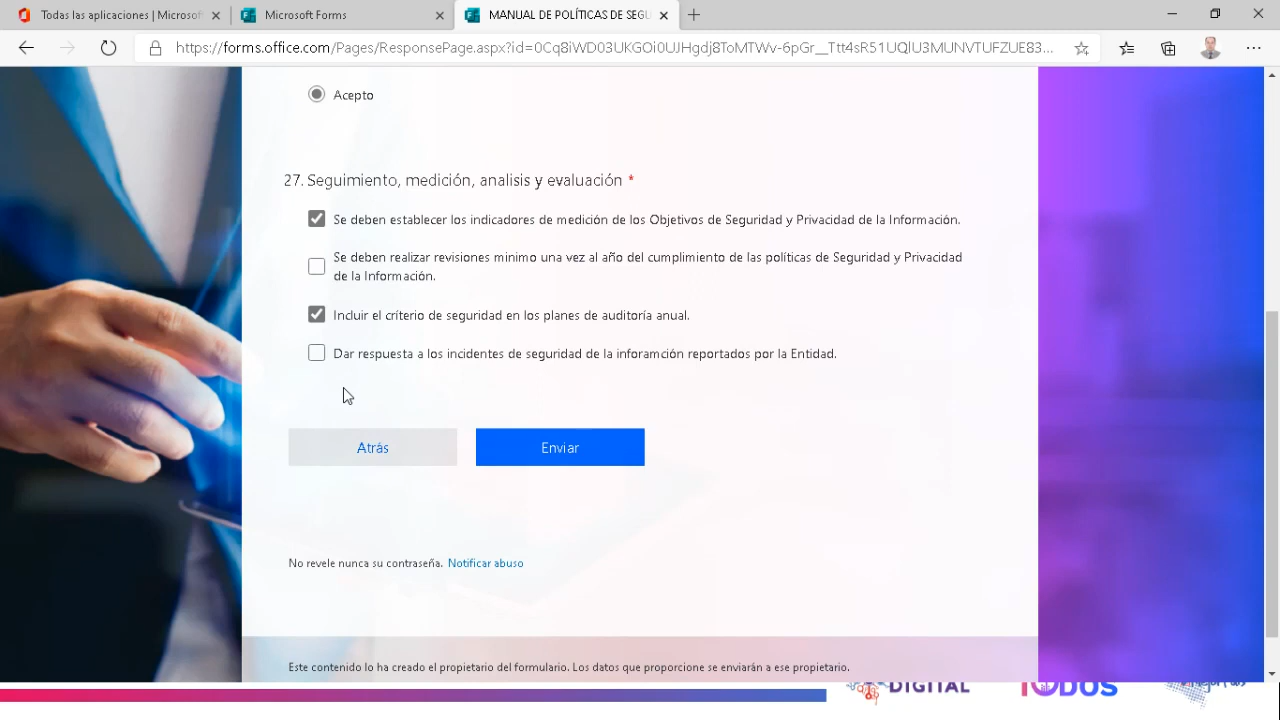 Todas las aplicaciones | Microsof
Microsoft Forms
MANUAL DE POLÍTICAS DE SEGU
https://forms.office.com/Pages/ResponsePage.aspx?id=0Cq8iWD03UKGOi0UJHgdj8ToMTWv-6pGr__Ttt4sR51UQlU3MUNVTUFZUE83...
Acepto
27. Seguimiento, medición, analisis y evaluación *
Se deben establecer los indicadores de medición de los Objetivos de Seguridad y Privacidad de la Información.
Se deben realizar revisiones minimo una vez al año del cumplimiento de las políticas de Seguridad y Privacidad
de la Información.
Incluir el criterio de seguridad en los planes de auditoría anual.
Dar respuesta a los incidentes de seguridad de la inforamción reportados por la Entidad.
Atrás
Enviar
No revele nunca su contraseña. Notificar abuso
Este contenido lo ha creado el propietario del formulario. Los datos que proporcione se enviarán a ese propietario.
DIGITAL
TODOS